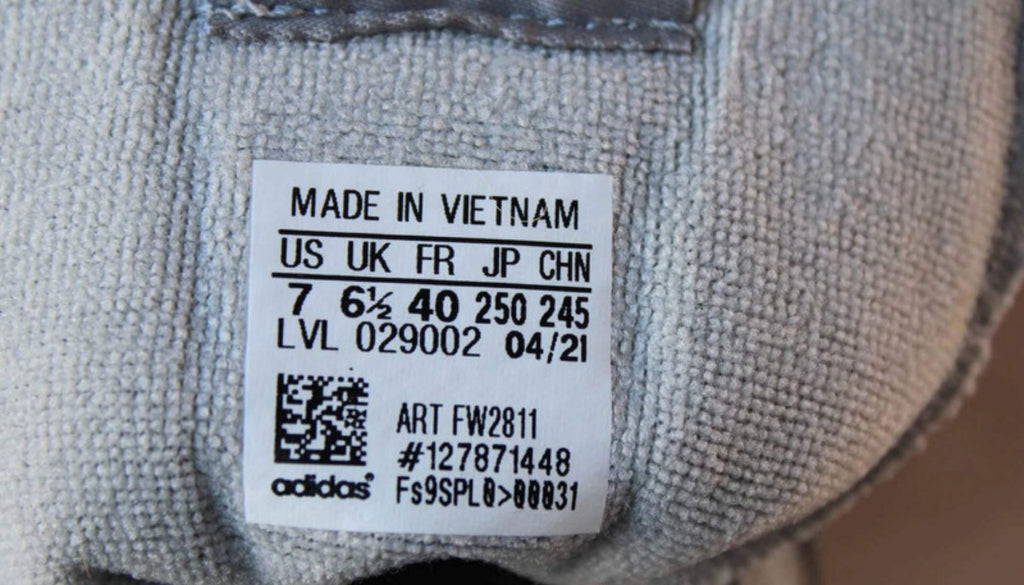 MADE IN VIETNAM
US UK FR JP CHN
7 6½ 40 250 245
LVL 029002 04/21
ART FW2811
#127871448
adidas® Fs9SPL0>00031